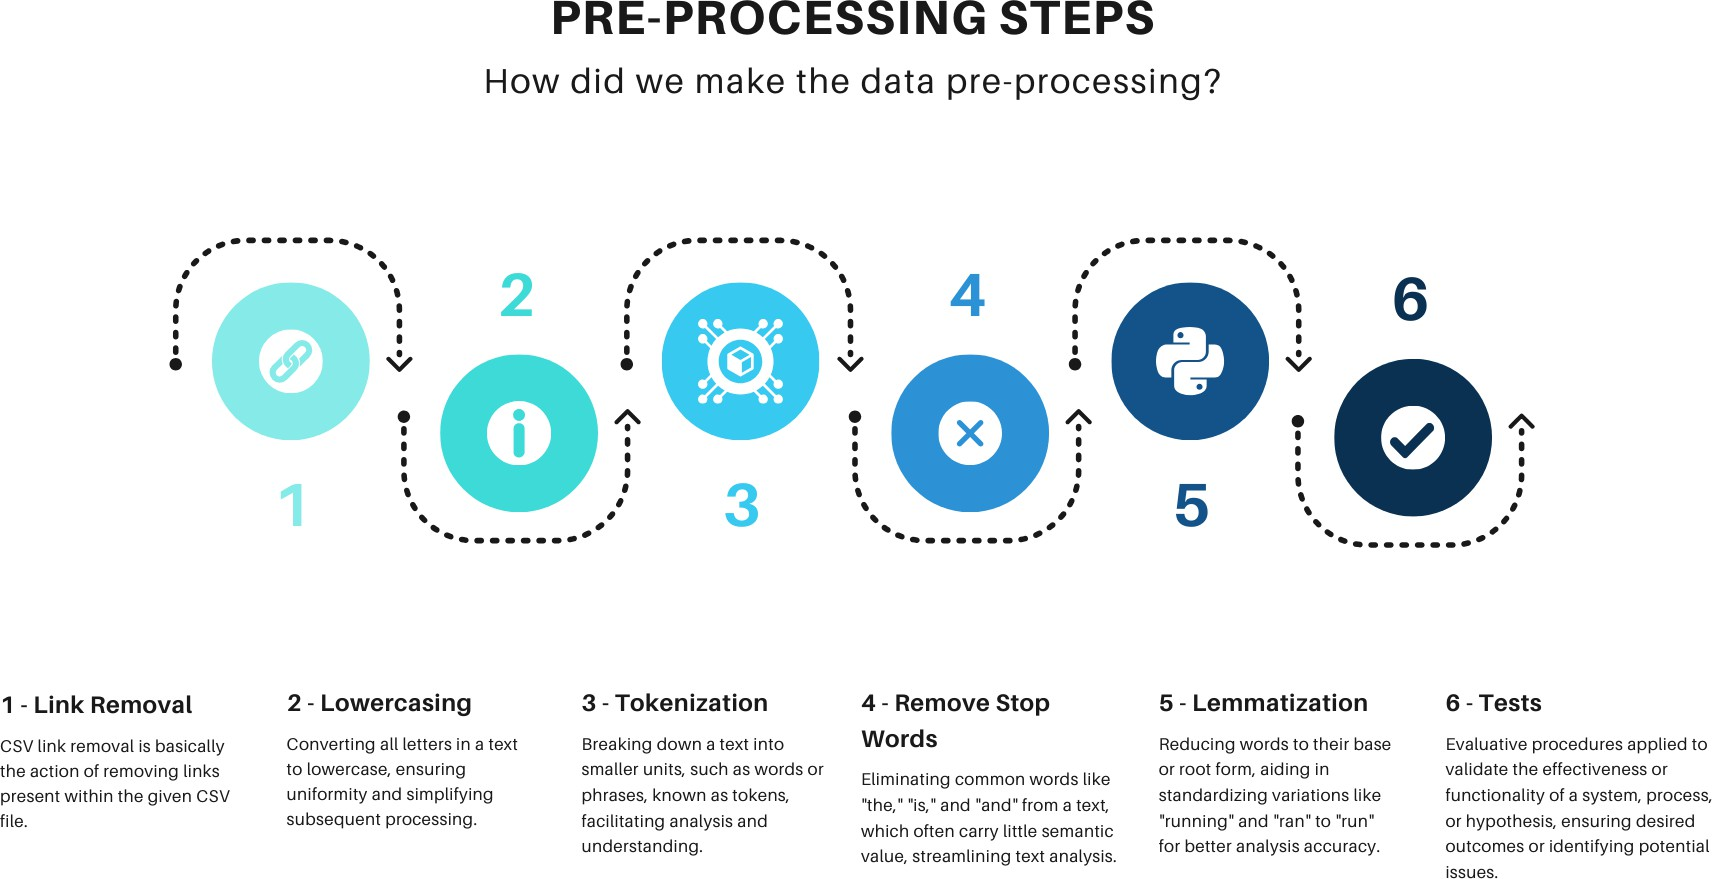 PRE-PROCESSING STEPS
How did we make the data pre-processing?
1
2
3
4
5
6
1 - Link Removal
CSV link removal is basically
the action of removing links
present within the given CSV
file.
2 - Lowercasing
Converting all letters in a text
to lowercase, ensuring
uniformity and simplifying
subsequent processing.
3 - Tokenization
Breaking down a text into
smaller units, such as words or
phrases, known as tokens,
facilitating analysis and
understanding.
4 - Remove Stop
Words
Eliminating common words like
"the," "is," and "and" from a text,
which often carry little semantic
value, streamlining text analysis.
5 - Lemmatization
Reducing words to their base
or root form, aiding in
standardizing variations like
"running" and "ran" to "run"
for better analysis accuracy.
6 - Tests
Evaluative procedures applied to
validate the effectiveness or
functionality of a system, process,
or hypothesis, ensuring desired
outcomes or identifying potential
issues.